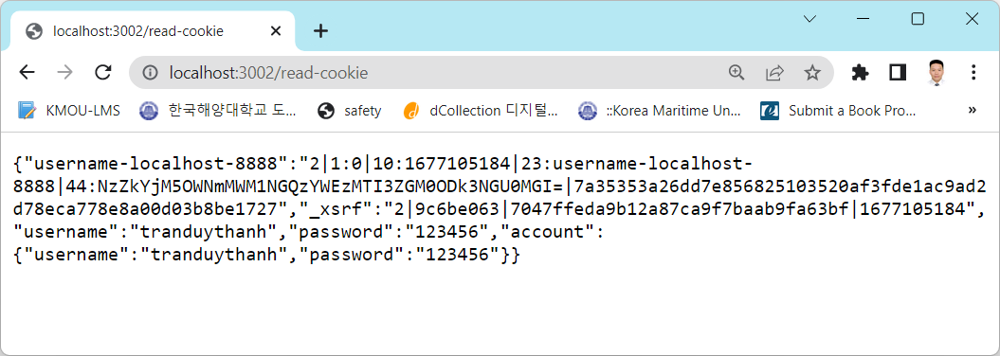 localhost:3002/read-cookie
localhost:3002/read-cookie
KMOU-LMS 한국해양대학교 도... safety dCollection 디지털... ::Korea Maritime Un... Submit a Book Pro... »
{"username-localhost-8888":"2|1:0|10:1677105184|23:username-localhost-
8888|44:NzZkYjM5OWNmMWM1NGQzYWEzMTI3ZGM0ODk3NGU0MGI=|7a35353a26dd7e856825103520af3fde1ac9ad2
d78eca778e8a00d03b8be1727","_xsrf":"2|9c6be063|7047ffeda9b12a87ca9f7baab9fa63bf|1677105184",
"username":"tranduythanh","password":"123456","account":
{"username":"tranduythanh","password":"123456"}}